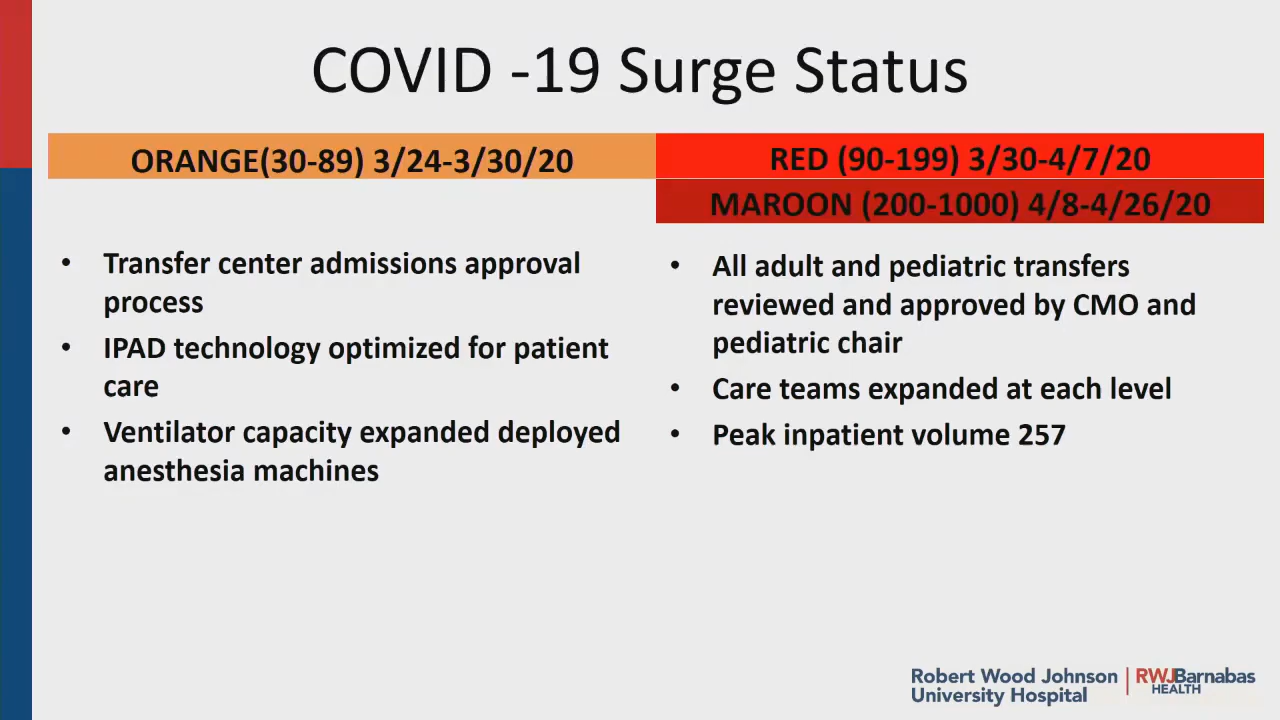 COVID -19 Surge Status
ORANGE(30-89) 3/24-3/30/20
RED (90-199) 3/30-4/7/20
MAROON (200-1000) 4/8-4/26/20
• Transfer center admissions approval
process
• IPAD technology optimized for patient
care
• Ventilator capacity expanded deployed
anesthesia machines
• All adult and pediatric transfers
reviewed and approved by CMO and
pediatric chair
• Care teams expanded at each level
• Peak inpatient volume 257
Robert Wood Johnson
University Hospital
RWJBarnabas
HEALTH